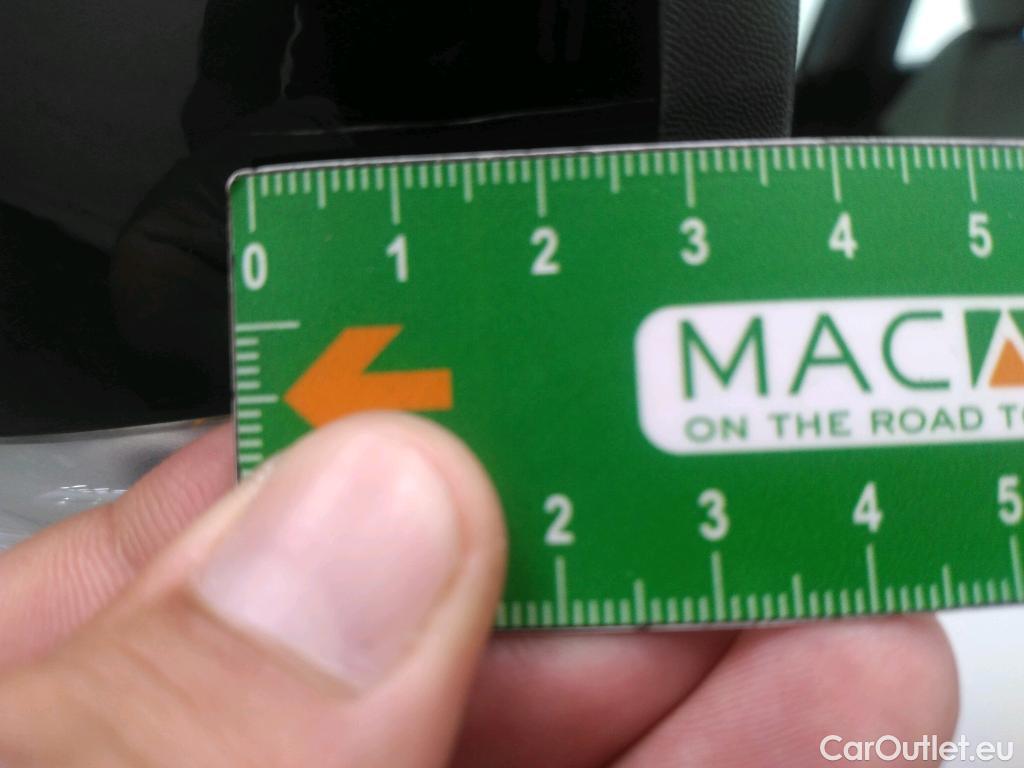 0 1 2 3 4 5
MAC
ON THE ROAD
2 3 4 5
CarOutlet.eu